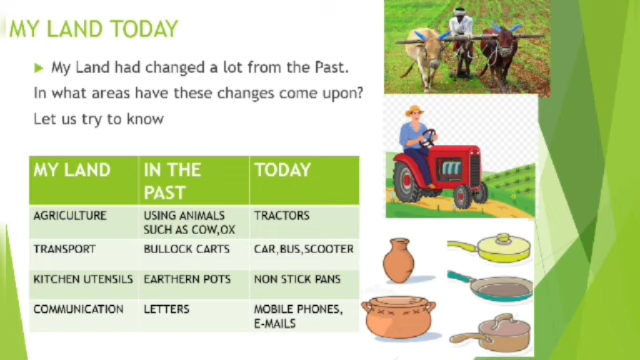 MY LAND TODAY
My Land had changed a lot from the Past.
In what areas have these changes come upon?
Let us try to know
MY LAND
IN THE
PAST
TODAY
AGRICULTURE
USING ANIMALS
SUCH AS COW,OX
TRACTORS
TRANSPORT
BULLOCK CARTS
CAR,BUS,SCOOTER
KITCHEN UTENSILS
EARTHERN POTS
NON STICK PANS
COMMUNICATION
LETTERS
MOBILE PHONES,
E-MAILS